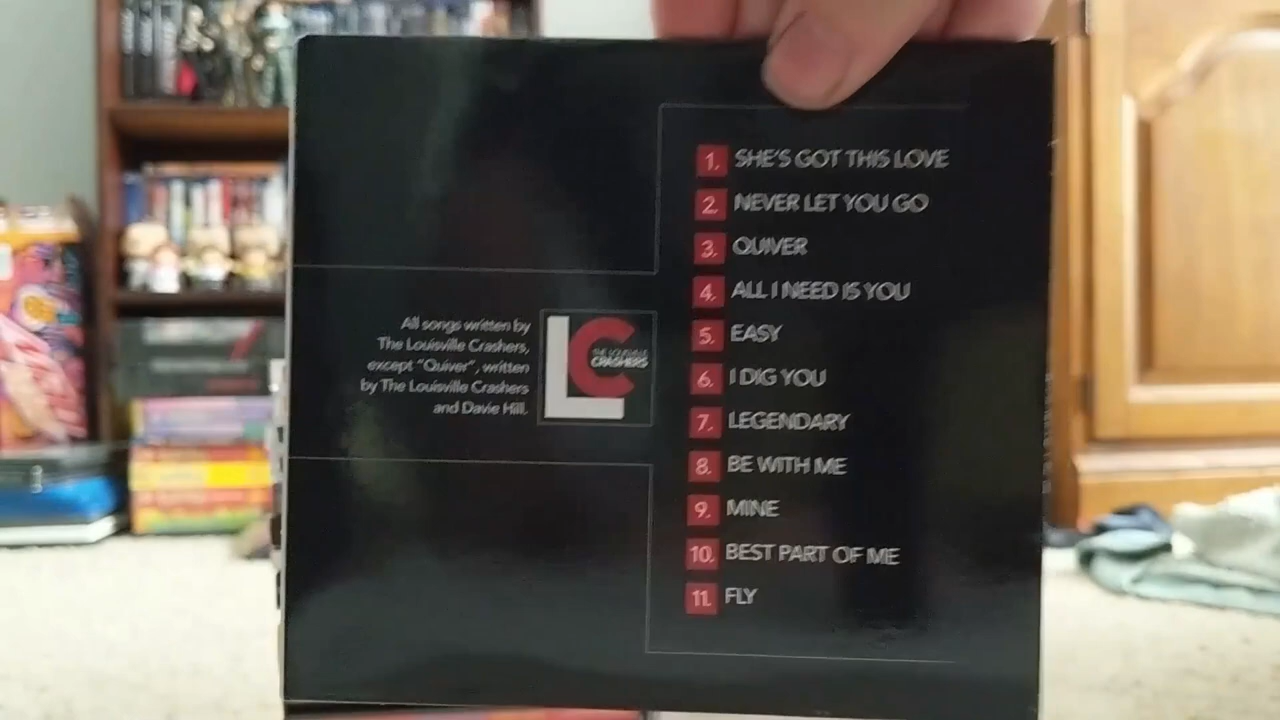 All songs written by
The Louisville Crashers,
except "Quiver", written
by The Louisville Crashers
and Davie Hill.
LC
THE LOUISVILLE
CRASHERS
1. SHE'S GOT THIS LOVE
2. NEVER LET YOU GO
3. QUIVER
4. ALL I NEED IS YOU
5. EASY
6. I DIG YOU
7. LEGENDARY
8. BE WITH ME
9. MINE
10. BEST PART OF ME
11. FLY